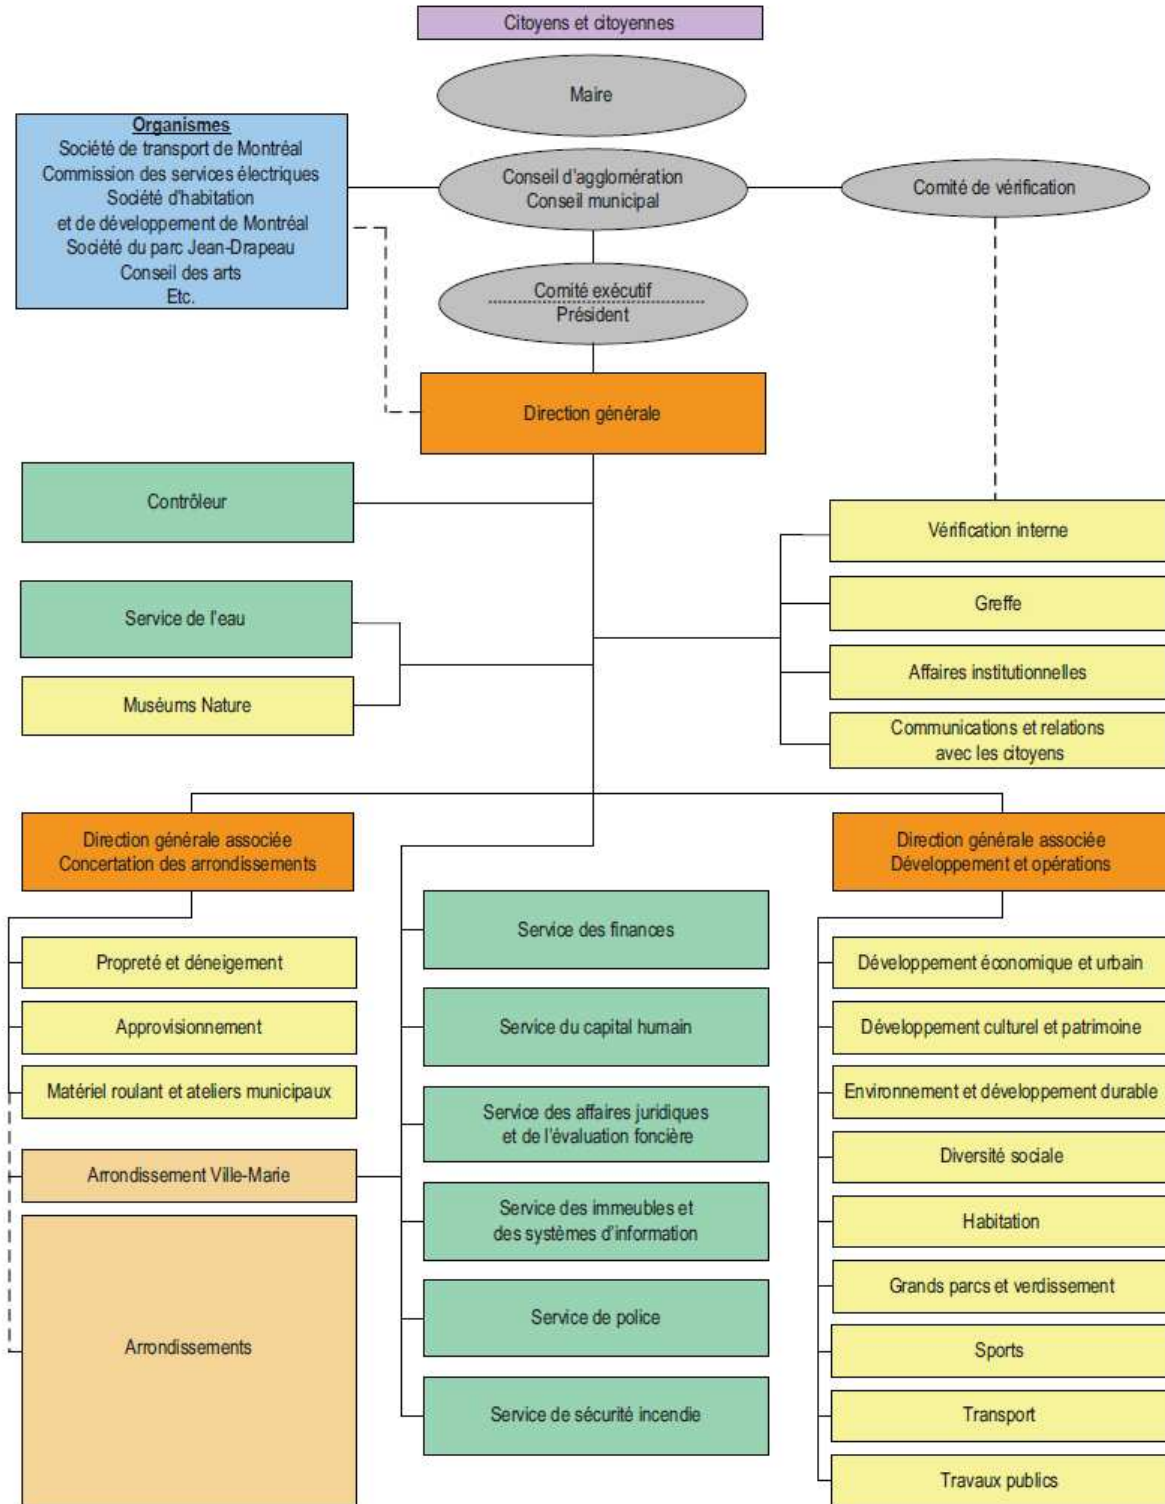 Citoyens et citoyennes
Maire
Organismes
Société de transport de Montréal
Commission des services électriques
Société d'habitation
et de développement de Montréal
Société du parc Jean-Drapeau
Conseil des arts
Etc.
Conseil d'agglomération
Conseil municipal
Comité de vérification
Comité exécutif
Président
Direction générale
Contrôleur
Service de l'eau
Muséums Nature
Vérification interne
Greffe
Affaires institutionnelles
Communications et relations
avec les citoyens
Direction générale associée
Concertation des arrondissements
Propreté et déneigement
Approvisionnement
Matériel roulant et ateliers municipaux
Arrondissement Ville-Marie
Arrondissements
Service des finances
Service du capital humain
Service des affaires juridiques
et de l'évaluation foncière
Service des immeubles et
des systèmes d'information
Service de police
Service de sécurité incendie
Direction générale associée
Développement et opérations
Développement économique et urbain
Développement culturel et patrimoine
Environnement et développement durable
Diversité sociale
Habitation
Grands parcs et verdissement
Sports
Transport
Travaux publics